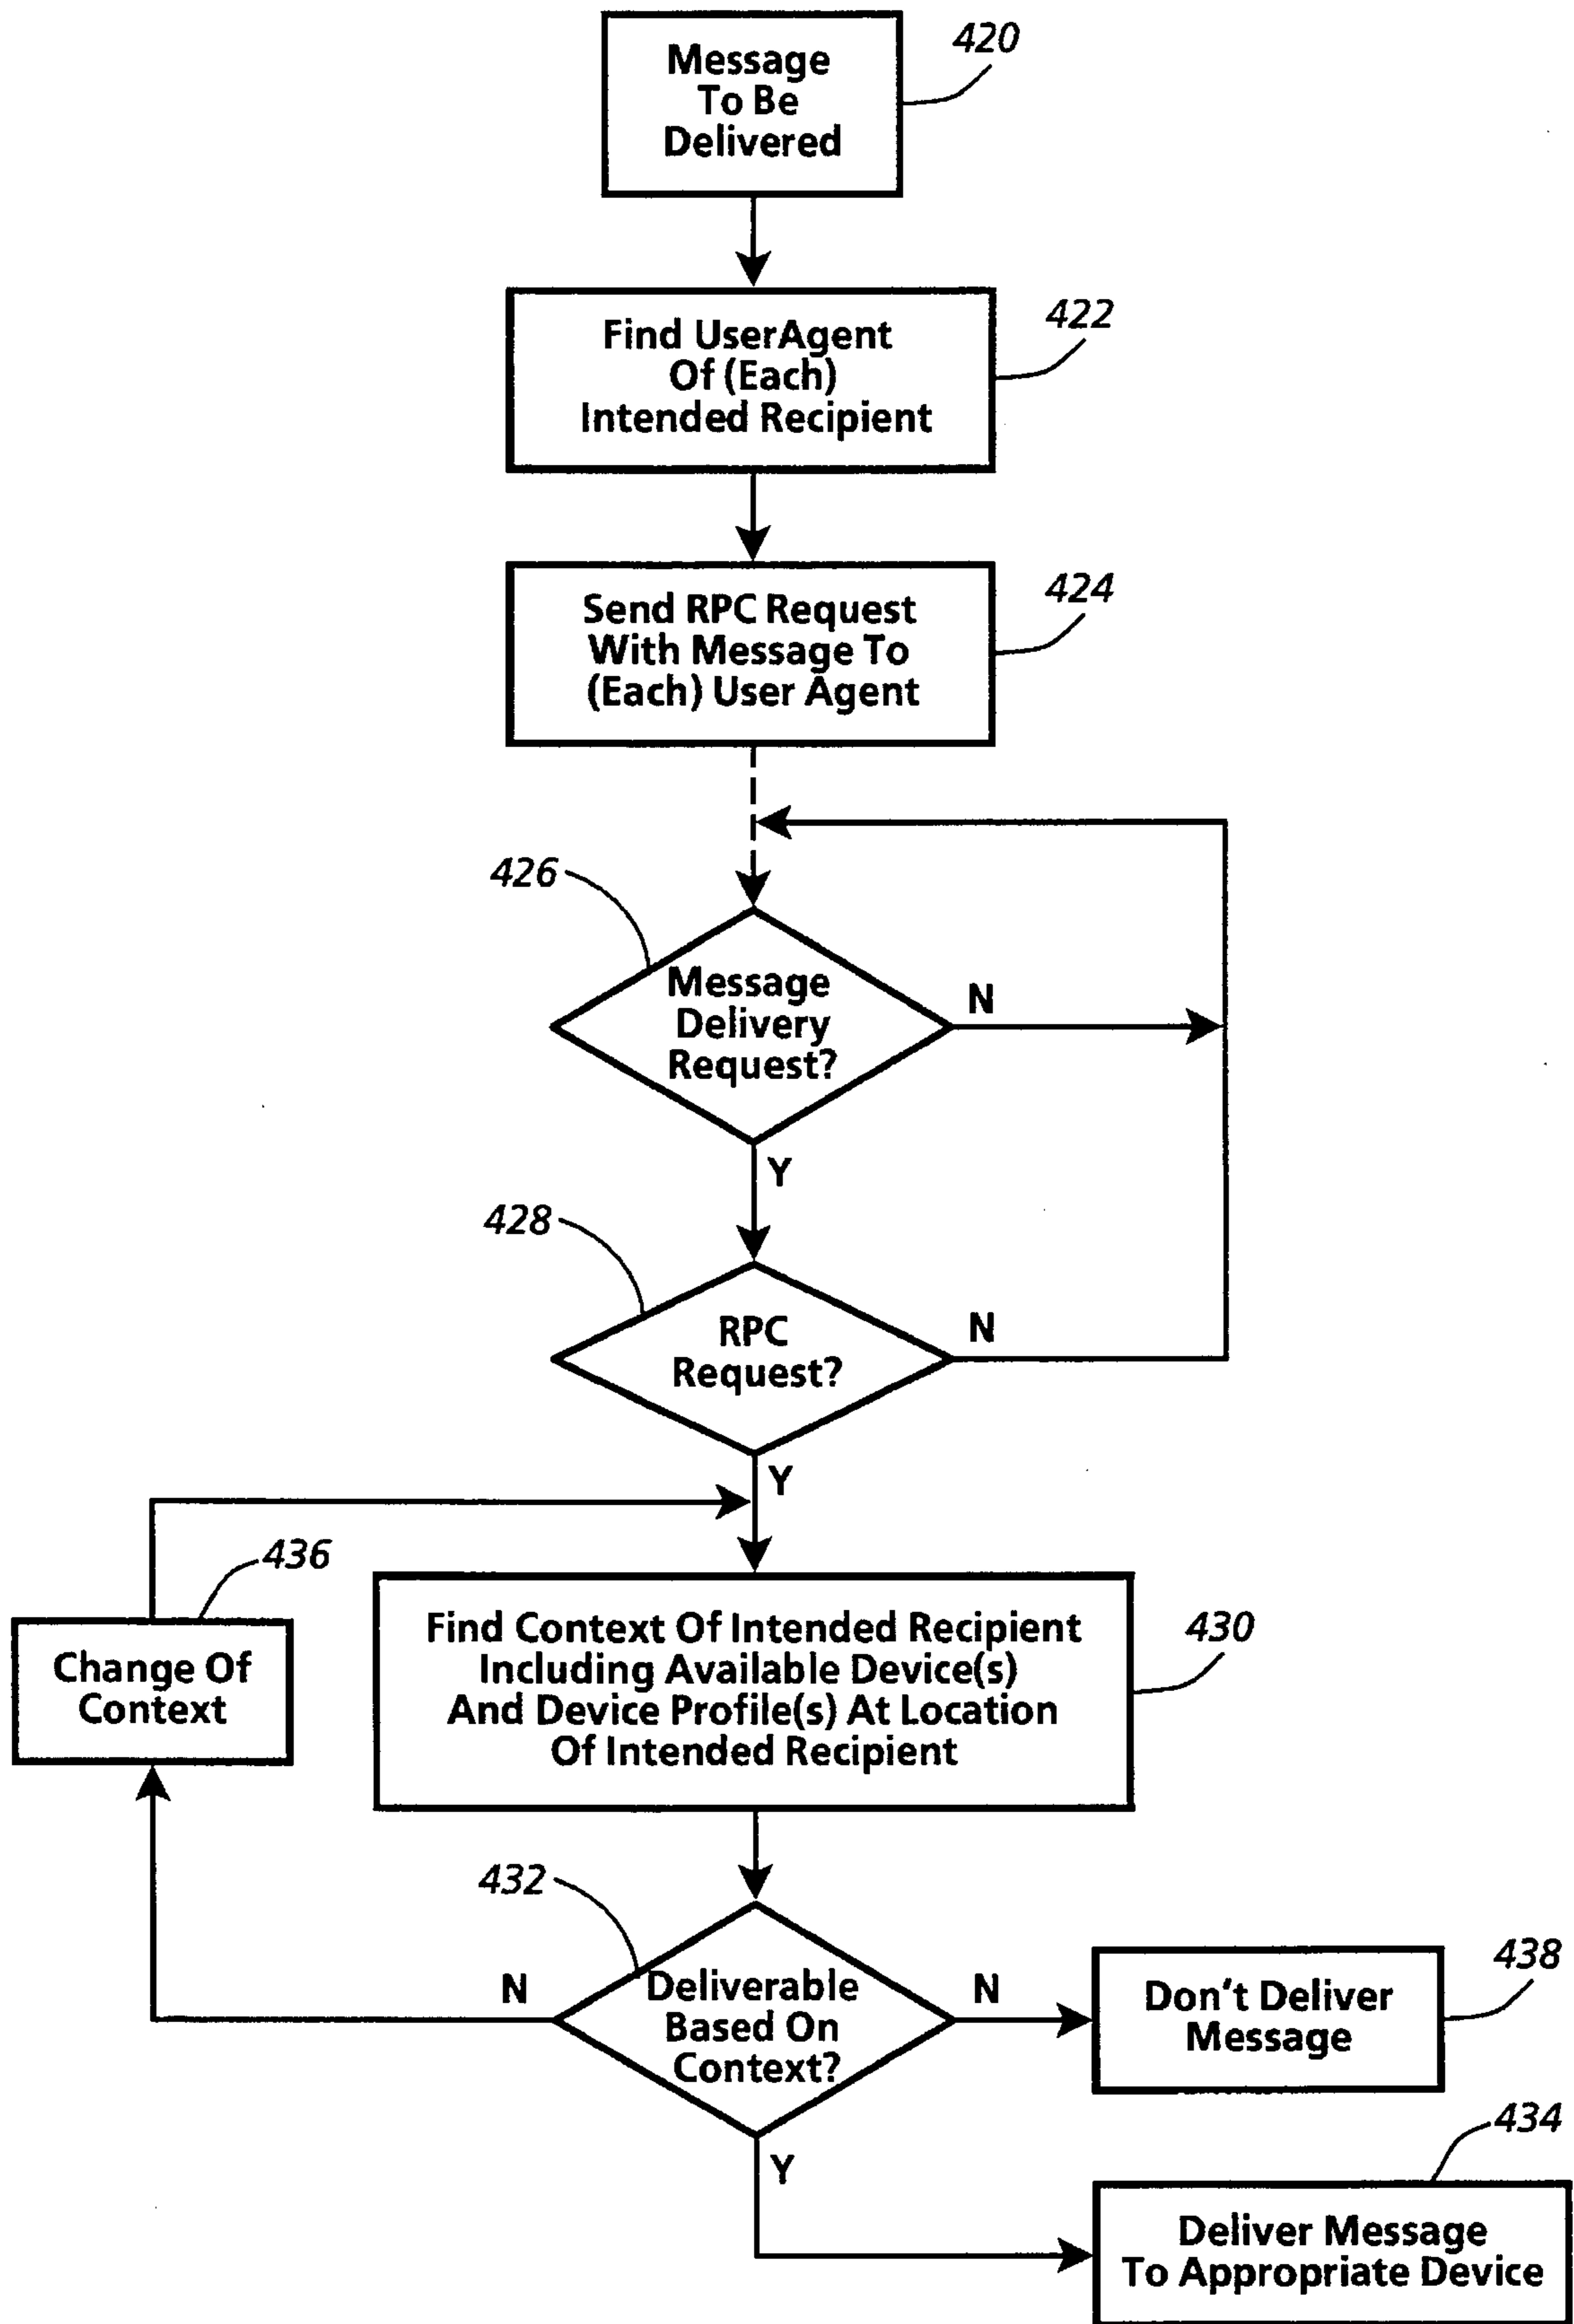 Message
To Be
Delivered
420
Find UserAgent
Of (Each)
Intended Recipient
422
Send RPC Request
With Message To
(Each) User Agent
424
426
Message
Delivery
Request?
N
Y
428
RPC
Request?
N
Y
436
Change Of
Context
Find Context Of Intended Recipient
Including Available Device(s)
And Device Profile(s) At Location
Of Intended Recipient
430
432
N
Deliverable
Based On
Context?
N
Y
Don't Deliver
Message
438
434
Deliver Message
To Appropriate Device